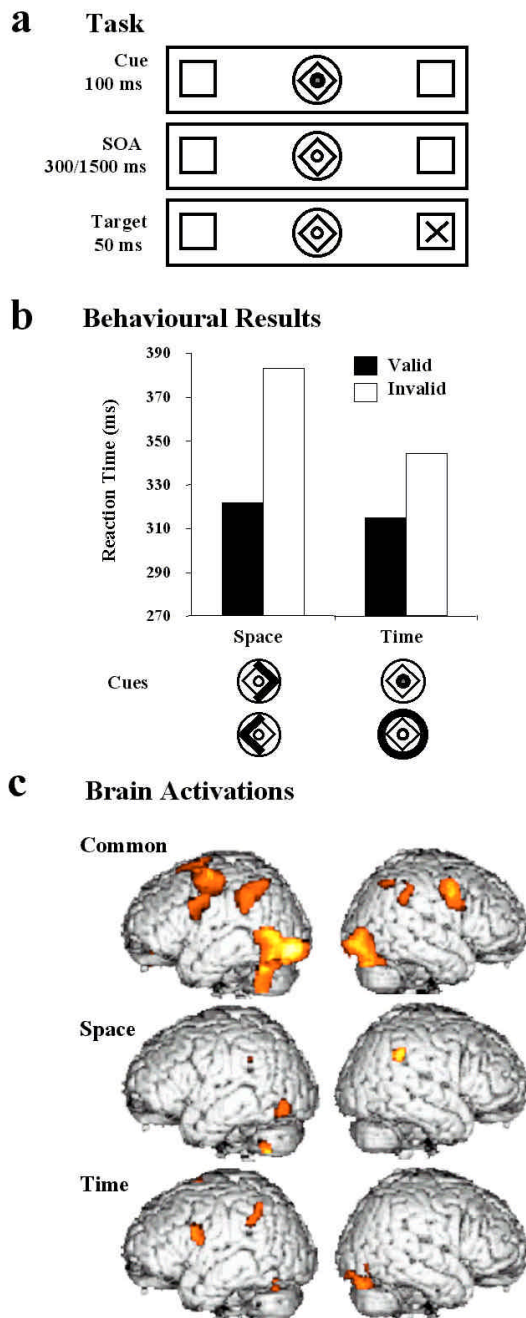 a Task
Cue
100 ms
SOA
300/1500 ms
Target
50 ms
b Behavioural Results
390
370
350
330
310
290
270
Reaction Time (ms)
Valid
Invalid
Space Time
Cues
c Brain Activations
Common
Space
Time